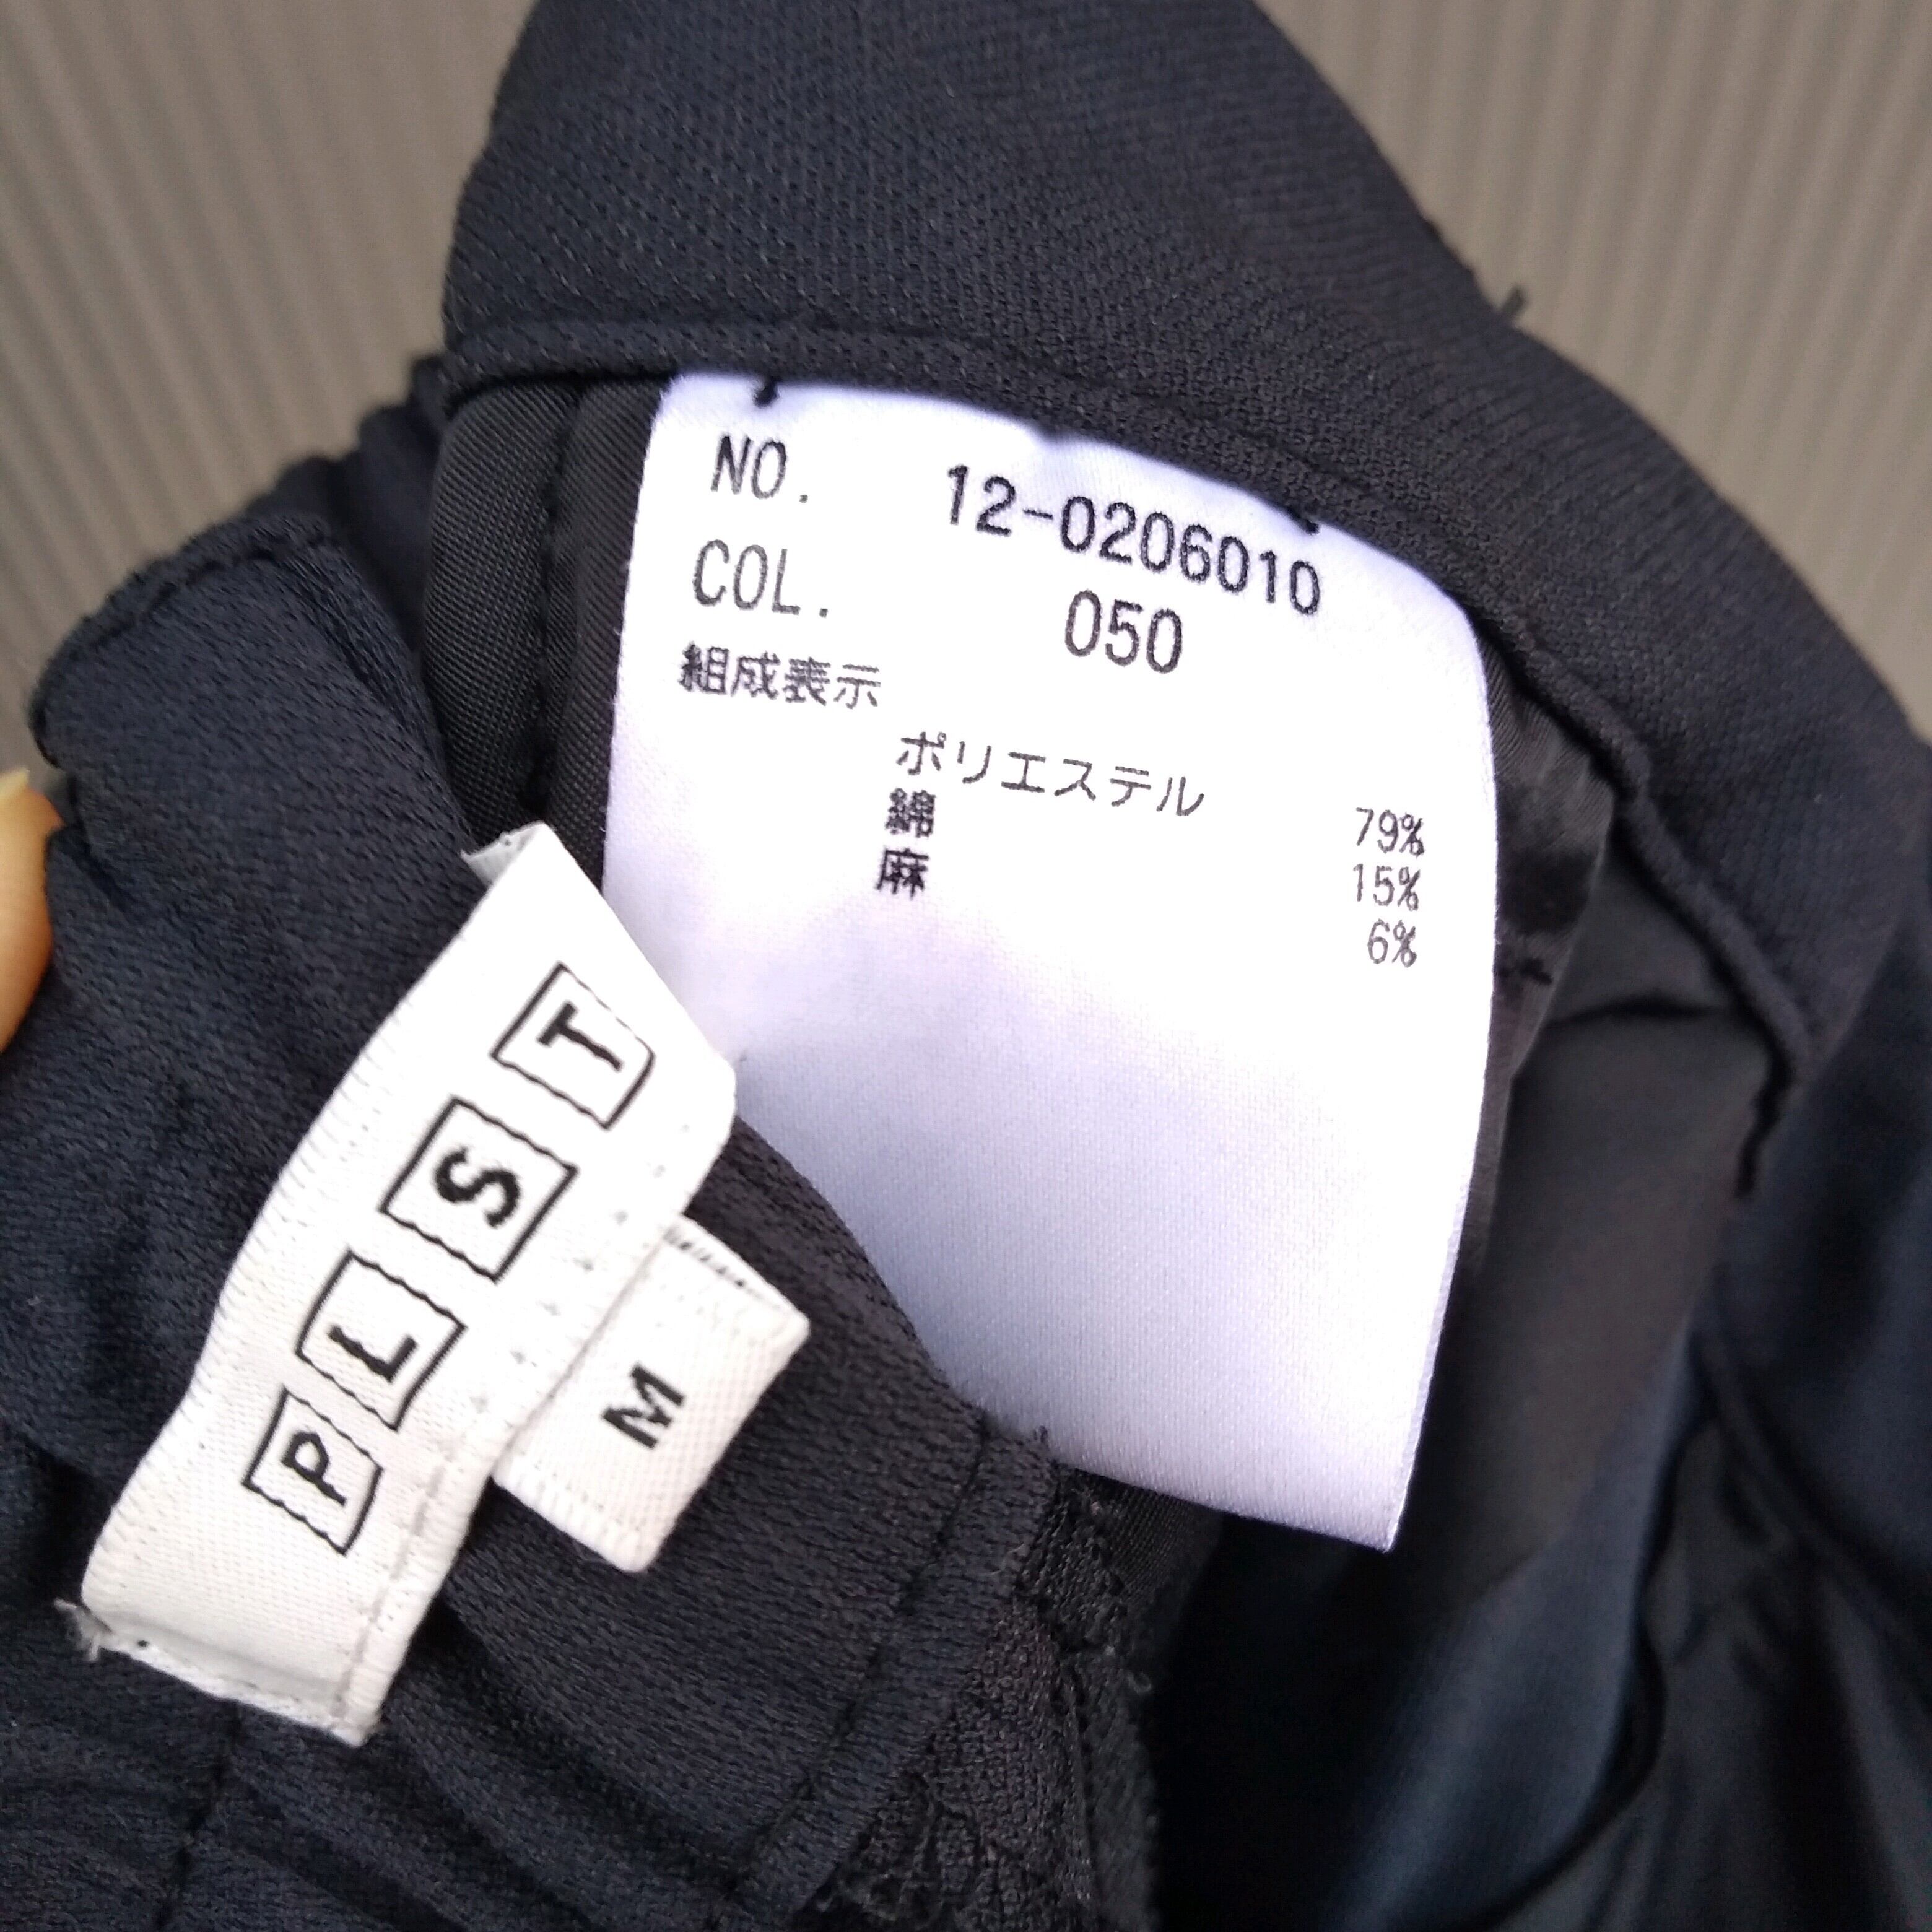 NO. 12-0206010
COL. 050
組成表示
ポリエステル 79%
綿 15%
麻 6%
PLST
M